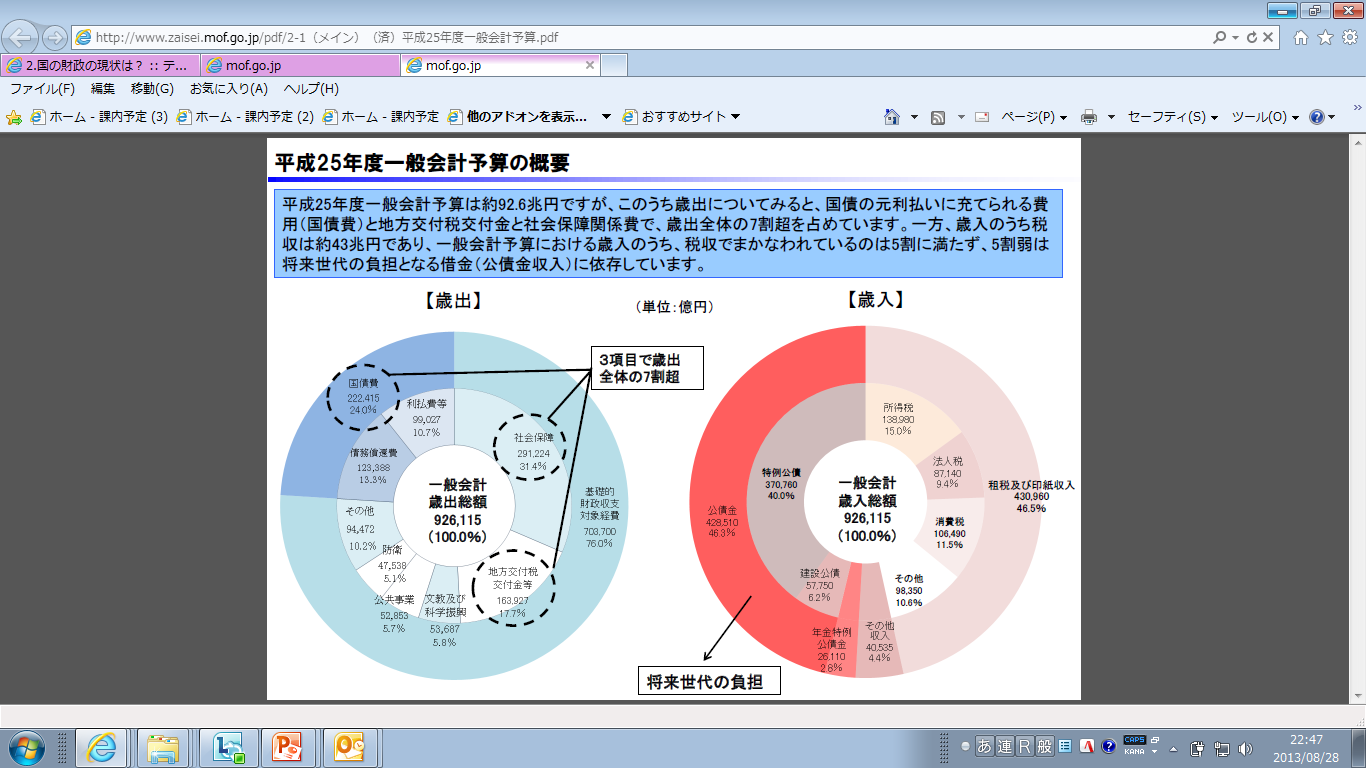 http://www.zaisei.mof.go.jp/pdf/2-1（メイン）（済）平成25年度一般会計予算.pdf
2.国の財政の現状は？ :: デ...
mof.go.jp
mof.go.jp
ファイル(F) 編集 移動(G) お気に入り(A) ヘルプ(H)
ホーム - 課内予定 (3)
ホーム - 課内予定 (2)
ホーム - 課内予定
他のアドオンを表示...
おすすめサイト
ページ(P)
セーフティ(S)
ツール(O)
平成25年度一般会計予算の概要
平成25年度一般会計予算は約92.6兆円ですが、このうち歳出についてみると、国債の元利払いに充てられる費
用（国債費）と地方交付税交付金と社会保障関係費で、歳出全体の7割超を占めています。一方、歳入のうち税
収は約43兆円であり、一般会計予算における歳入のうち、税収でまかなわれているのは5割に満たず、5割弱は
将来世代の負担となる借金（公債金収入）に依存しています。
【歳出】
（単位：億円）
【歳入】
３項目で歳出
全体の7割超
国債費
222,415
24.0%
利払費等
99,027
10.7%
債務償還費
123,388
13.3%
社会保障
291,224
31.4%
一般会計
歳出総額
926,115
（100.0%）
基礎的
財政収支
対象経費
703,700
76.0%
その他
94,472
10.2%
防衛
47,538
5.1%
公共事業
52,853
5.7%
文教及び
科学振興
53,687
5.8%
地方交付税
交付金等
163,927
17.7%
所得税
138,980
15.0%
法人税
87,140
9.4%
租税及び印紙収入
430,960
46.5%
消費税
106,490
11.5%
その他
98,350
10.6%
一般会計
歳入総額
926,115
（100.0%）
特例公債
370,760
40.0%
公債金
428,510
46.3%
建設公債
57,750
6.2%
年金特例
公債金
26,110
2.8%
その他
収入
40,535
4.4%
将来世代の負担
あ 連 R 般
CAPS
KANA
22:47
2013/08/28